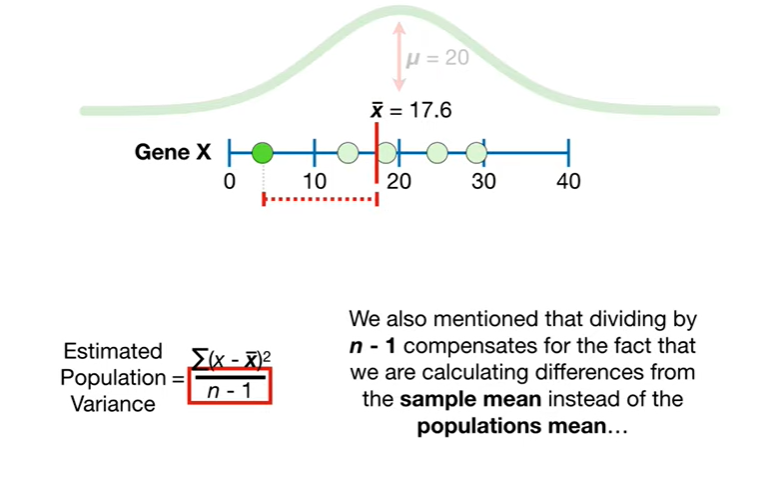 μ = 20
x̄ = 17.6
Gene X
0 10 20 30 40
Estimated
Population =
Variance
∑(x - x̄)²
n - 1
We also mentioned that dividing by
n - 1 compensates for the fact that
we are calculating differences from
the sample mean instead of the
populations mean…